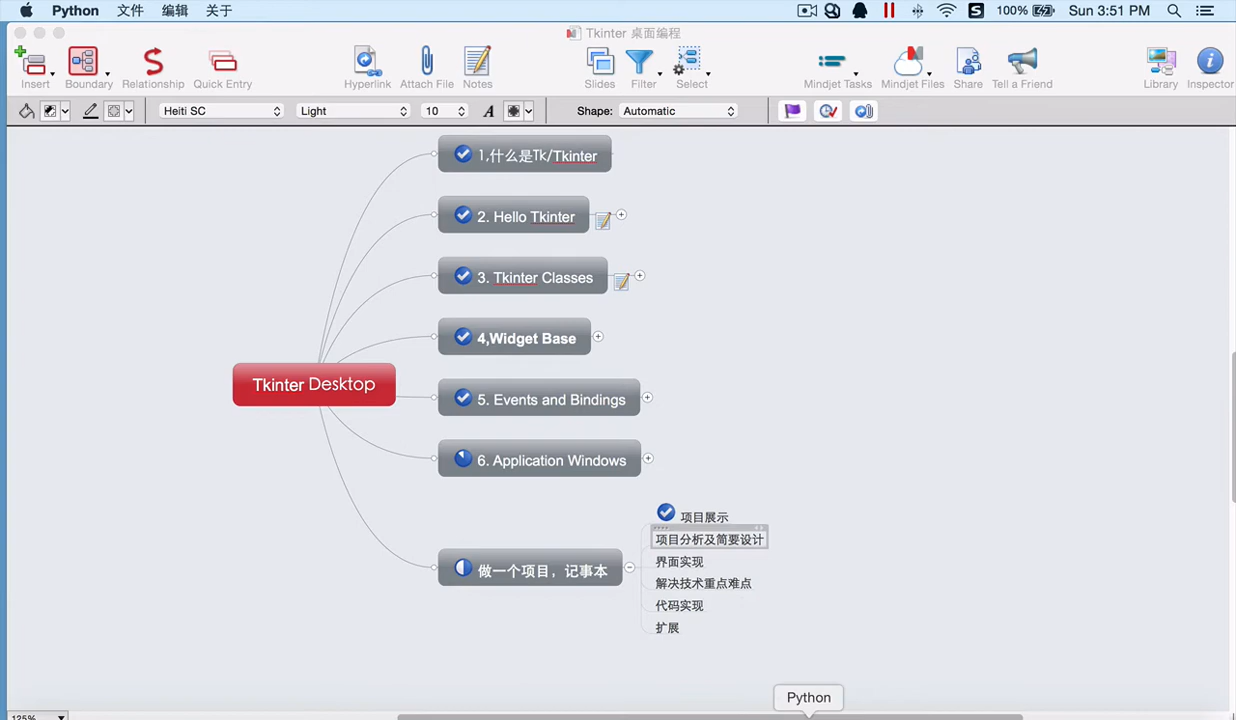 Python 文件 编辑 关于 100% Sun 3:51 PM
Tkinter 桌面编程
Insert Boundary Relationship Quick Entry Hyperlink Attach File Notes Slides Filter Select Mindjet Tasks Mindjet Files Share Tell a Friend Library Inspector
Heiti SC Light 10 A Shape: Automatic
1,什么是Tk/Tkinter
2. Hello Tkinter
3. Tkinter Classes
4,Widget Base
Tkinter Desktop
5. Events and Bindings
6. Application Windows
做一个项目，记事本
项目展示
项目分析及简要设计
界面实现
解决技术重点难点
代码实现
扩展
Python
125%